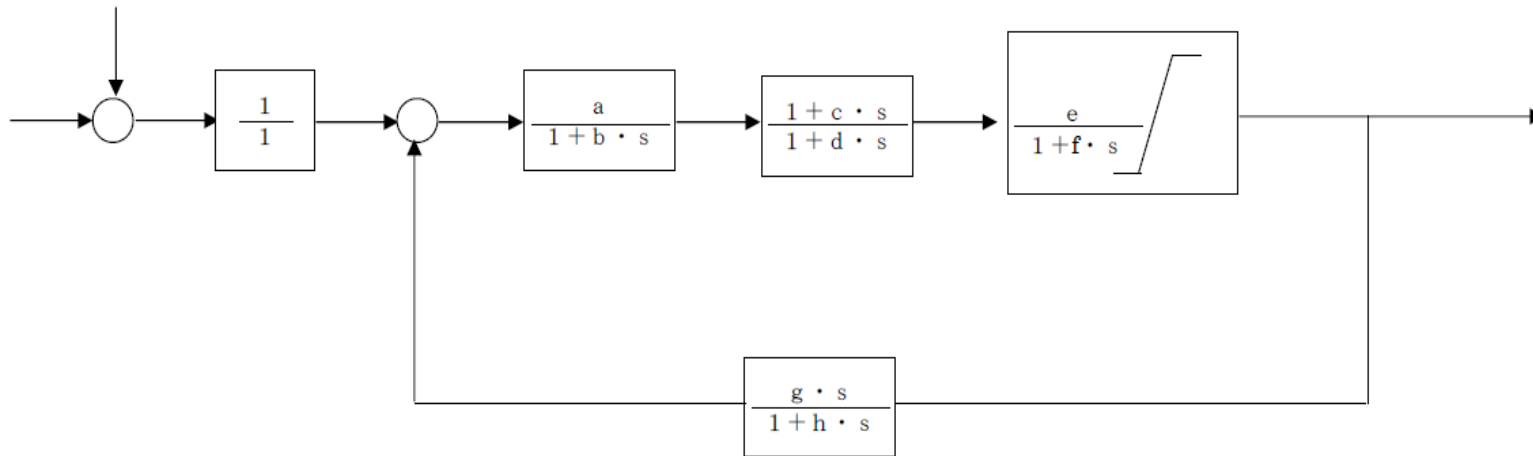 1
1
a
1 + b · s
1 + c · s
1 + d · s
e
1 + f · s
g · s
1 + h · s